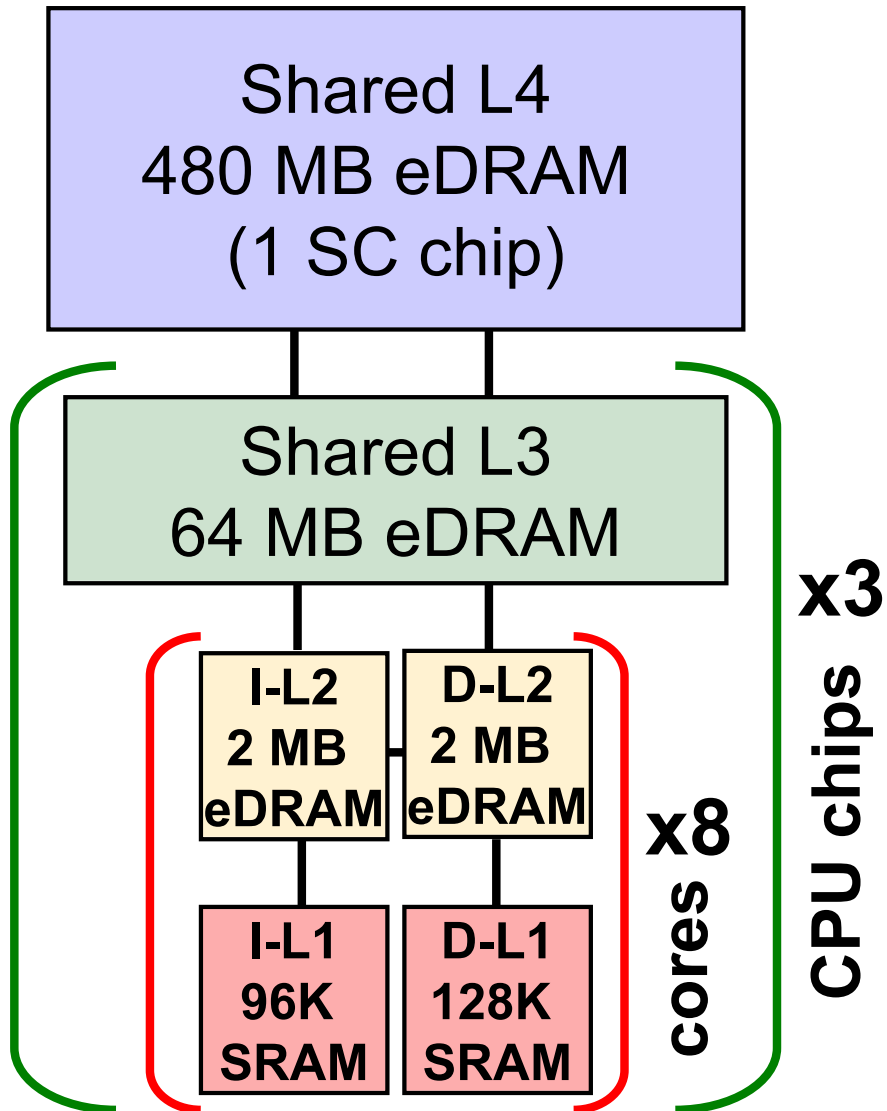 Shared L4
480 MB eDRAM
(1 SC chip)
Shared L3
64 MB eDRAM
I-L2
2 MB
eDRAM
D-L2
2 MB
eDRAM
I-L1
96K
SRAM
D-L1
128K
SRAM
x8
cores
x3
CPU chips